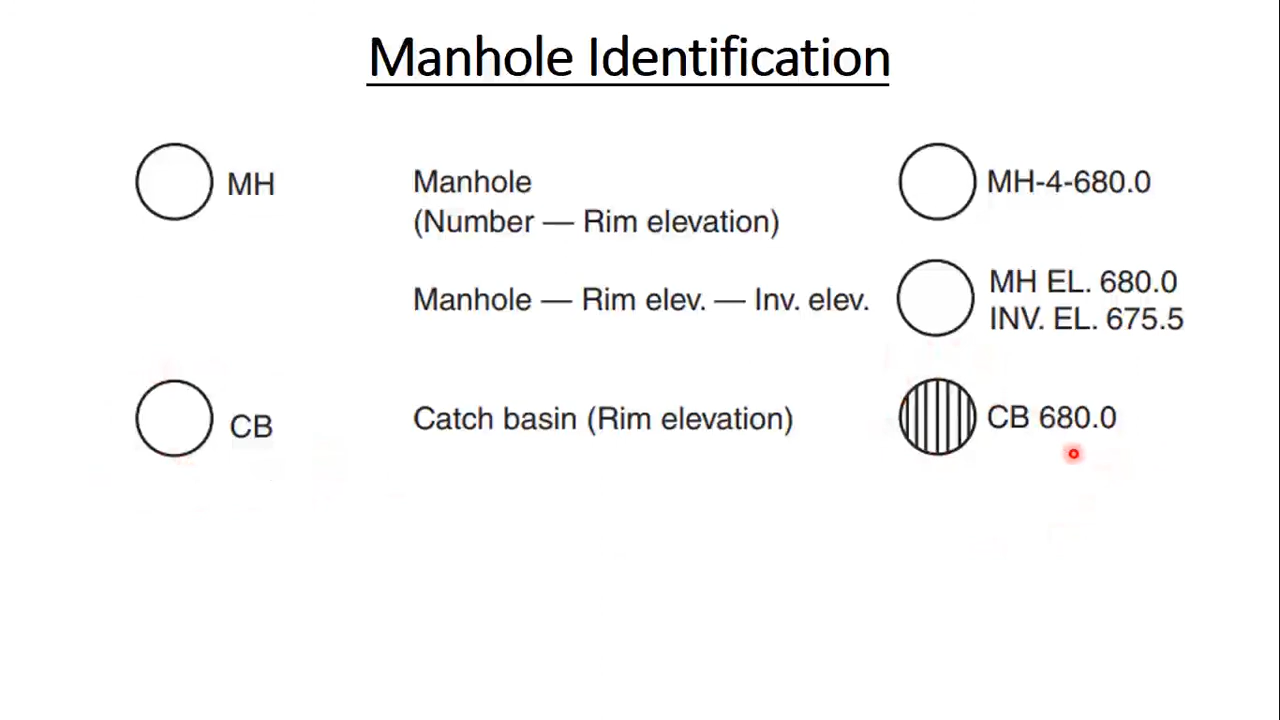 Manhole Identification
MH
Manhole
(Number — Rim elevation)
MH-4-680.0
Manhole — Rim elev. — Inv. elev.
MH EL. 680.0
INV. EL. 675.5
CB
Catch basin (Rim elevation)
CB 680.0